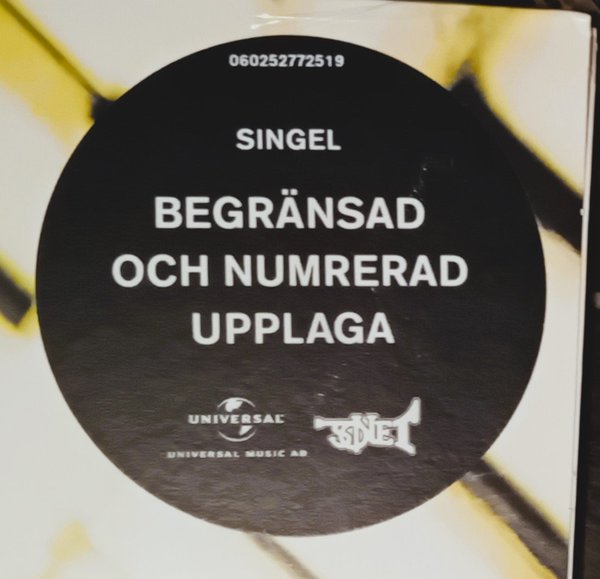 060252772519
SINGEL
BEGRÄNSAD
OCH NUMRERAD
UPPLAGA
UNIVERSAL
UNIVERSAL MUSIC AB